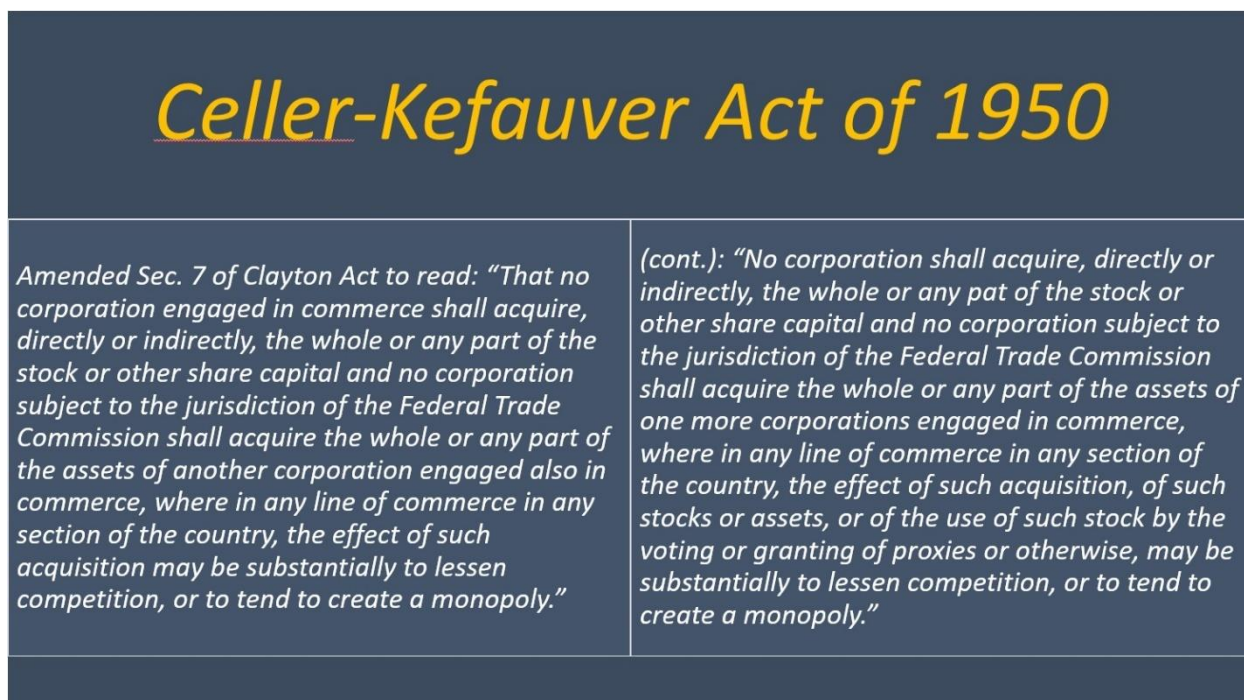 Celler-Kefauver Act of 1950
Amended Sec. 7 of Clayton Act to read: “That no
corporation engaged in commerce shall acquire,
directly or indirectly, the whole or any part of the
stock or other share capital and no corporation
subject to the jurisdiction of the Federal Trade
Commission shall acquire the whole or any part of
the assets of another corporation engaged also in
commerce, where in any line of commerce in any
section of the country, the effect of such
acquisition may be substantially to lessen
competition, or to tend to create a monopoly.”
(cont.): “No corporation shall acquire, directly or
indirectly, the whole or any pat of the stock or
other share capital and no corporation subject to
the jurisdiction of the Federal Trade Commission
shall acquire the whole or any part of the assets of
one more corporations engaged in commerce,
where in any line of commerce in any section of
the country, the effect of such acquisition, of such
stocks or assets, or of the use of such stock by the
voting or granting of proxies or otherwise, may be
substantially to lessen competition, or to tend to
create a monopoly.”